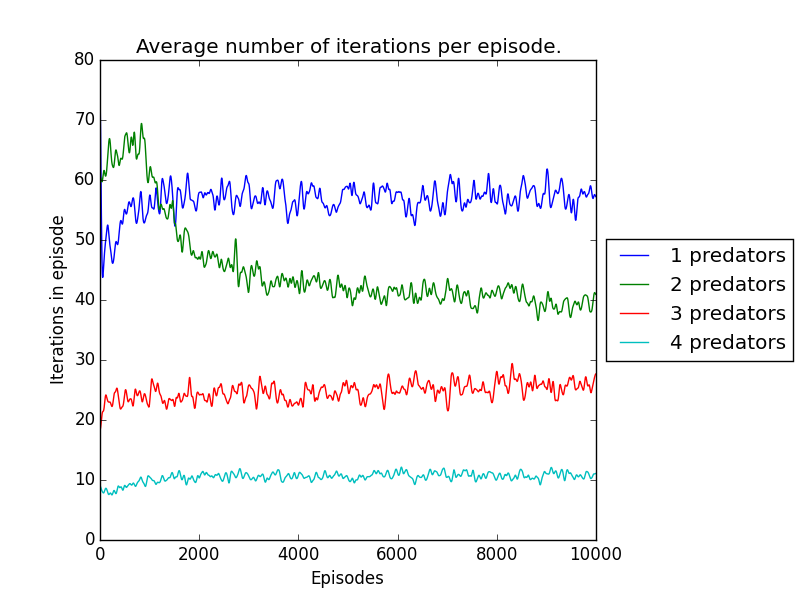 Average number of iterations per episode.
80
70
60
50
40
30
20
10
0
Iterations in episode
0 2000 4000 6000 8000 10000
Episodes
1 predators
2 predators
3 predators
4 predators